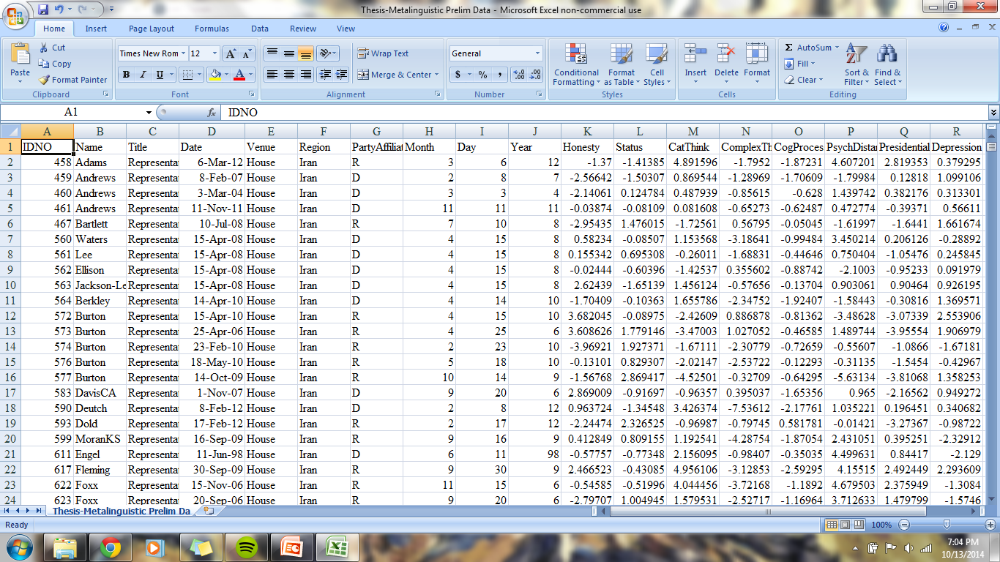 Thesis-Metalinguistic Prelim Data - Microsoft Excel non-commercial use
Home Insert Page Layout Formulas Data Review View
Paste Cut Copy Format Painter Clipboard
Times New Rom 12 A A B I U A Font
Wrap Text Merge & Center Alignment
General $ % , .0 .00 .00 .0 Number
Conditional Formatting Format as Table Cell Styles Styles
Insert Delete Format Cells
Σ AutoSum Fill Clear Sort & Filter Find & Select Editing
A1 fx IDNO
A B C D E F G H I J K L M N O P Q R
1 IDNO Name Title Date Venue Region PartyAffiliat Month Day Year Honesty Status CatThink ComplexTh CogProces PsychDistan Presidential Depression
2 458 Adams Representa 6-Mar-12 House Iran R 3 6 12 -1.37 -1.41385 4.891596 -1.7952 -1.87231 4.607201 2.819353 0.379295
3 459 Andrews Representa 8-Feb-07 House Iran D 2 8 7 -2.56642 -1.50307 0.869544 -1.28969 -1.70609 -1.79984 0.12818 1.099106
4 460 Andrews Representa 3-Mar-04 House Iran D 3 3 4 -2.14061 0.124784 0.487939 -0.85615 -0.628 1.439742 0.382176 0.313301
5 461 Andrews Representa 11-Nov-11 House Iran D 11 11 11 -0.03874 -0.08109 0.081608 -0.65273 -0.62487 0.472774 -0.39371 0.56611
6 467 Bartlett Representa 10-Jul-08 House Iran R 7 10 8 -2.95435 1.476015 -1.72561 0.56795 -0.05045 -1.61997 -1.6441 1.661674
7 560 Waters Representa 15-Apr-08 House Iran D 4 15 8 0.58234 -0.08507 1.153568 -3.18641 -0.99484 3.450214 0.206126 -0.28892
8 561 Lee Representa 15-Apr-08 House Iran D 4 15 8 0.155342 0.695308 -0.26011 -1.68831 -0.44646 0.750404 -1.05476 0.245845
9 562 Ellison Representa 15-Apr-08 House Iran D 4 15 8 -0.02444 -0.60396 -1.42537 0.355602 -0.88742 -2.1003 -0.95233 0.091979
10 563 Jackson-Le Representa 15-Apr-08 House Iran D 4 15 8 2.62439 -1.65139 1.456124 -0.57656 -0.13704 0.903061 0.90464 0.926195
11 564 Berkley Representa 14-Apr-10 House Iran D 4 14 10 -1.70409 -0.10363 1.655786 -2.34752 -1.92407 -1.58443 -0.30816 1.369571
12 572 Burton Representa 15-Apr-10 House Iran R 4 15 10 3.682045 -0.08975 -2.42609 0.886878 -0.81362 -3.48628 -3.07339 2.553906
13 573 Burton Representa 25-Apr-06 House Iran R 4 25 6 3.608626 1.779146 -3.47003 1.027052 -0.46585 1.489744 -3.95554 1.906979
14 574 Burton Representa 23-Feb-10 House Iran R 2 23 10 -3.96921 1.927371 -1.67111 -2.30779 -0.72659 -0.55607 -1.0866 -1.67181
15 576 Burton Representa 18-May-10 House Iran R 5 18 10 -0.13101 0.829307 -2.02147 -2.53722 -0.12293 -0.31135 -1.5454 -0.42967
16 577 Burton Representa 14-Oct-09 House Iran R 10 14 9 -1.56768 2.869417 -4.52501 -0.32709 -0.64295 -5.63134 -3.81068 1.358253
17 583 DavisCA Representa 1-Nov-07 House Iran D 9 20 6 2.869009 -0.91697 -0.96357 0.395037 -1.65356 0.965 -2.16562 0.949272
18 590 Deutch Representa 8-Feb-12 House Iran D 2 8 12 0.963724 -1.34548 3.426374 -7.53612 -2.17761 1.035221 0.196451 0.340682
19 593 Dold Representa 17-Feb-12 House Iran R 2 17 12 -2.24474 2.326525 -0.96987 -0.79745 0.581781 -0.01421 -3.27367 -0.98722
20 599 MoranKS Representa 16-Sep-09 House Iran R 9 16 9 0.412849 0.809155 1.192541 -4.28754 -1.87054 2.431051 0.395251 -2.32912
21 611 Engel Representa 11-Jun-98 House Iran D 6 11 98 -0.57757 -0.77348 2.156095 -0.98407 -0.35035 4.499631 0.84417 -2.129
22 617 Fleming Representa 30-Sep-09 House Iran R 9 30 9 2.466523 -0.43085 4.956106 -3.12853 -2.59295 4.15515 2.492449 2.293609
23 622 Foxx Representa 15-Nov-06 House Iran R 11 15 6 -0.54585 -0.51996 4.044456 -3.72168 -1.1892 4.679503 2.375949 -1.3084
24 623 Foxx Representa 20-Sep-06 House Iran R 9 20 6 -2.79707 1.004945 1.579531 -2.52717 -1.16964 3.712633 1.479799 -1.5746
Thesis-Metalinguistic Prelim Da
Ready 100%
7:04 PM
10/13/2014